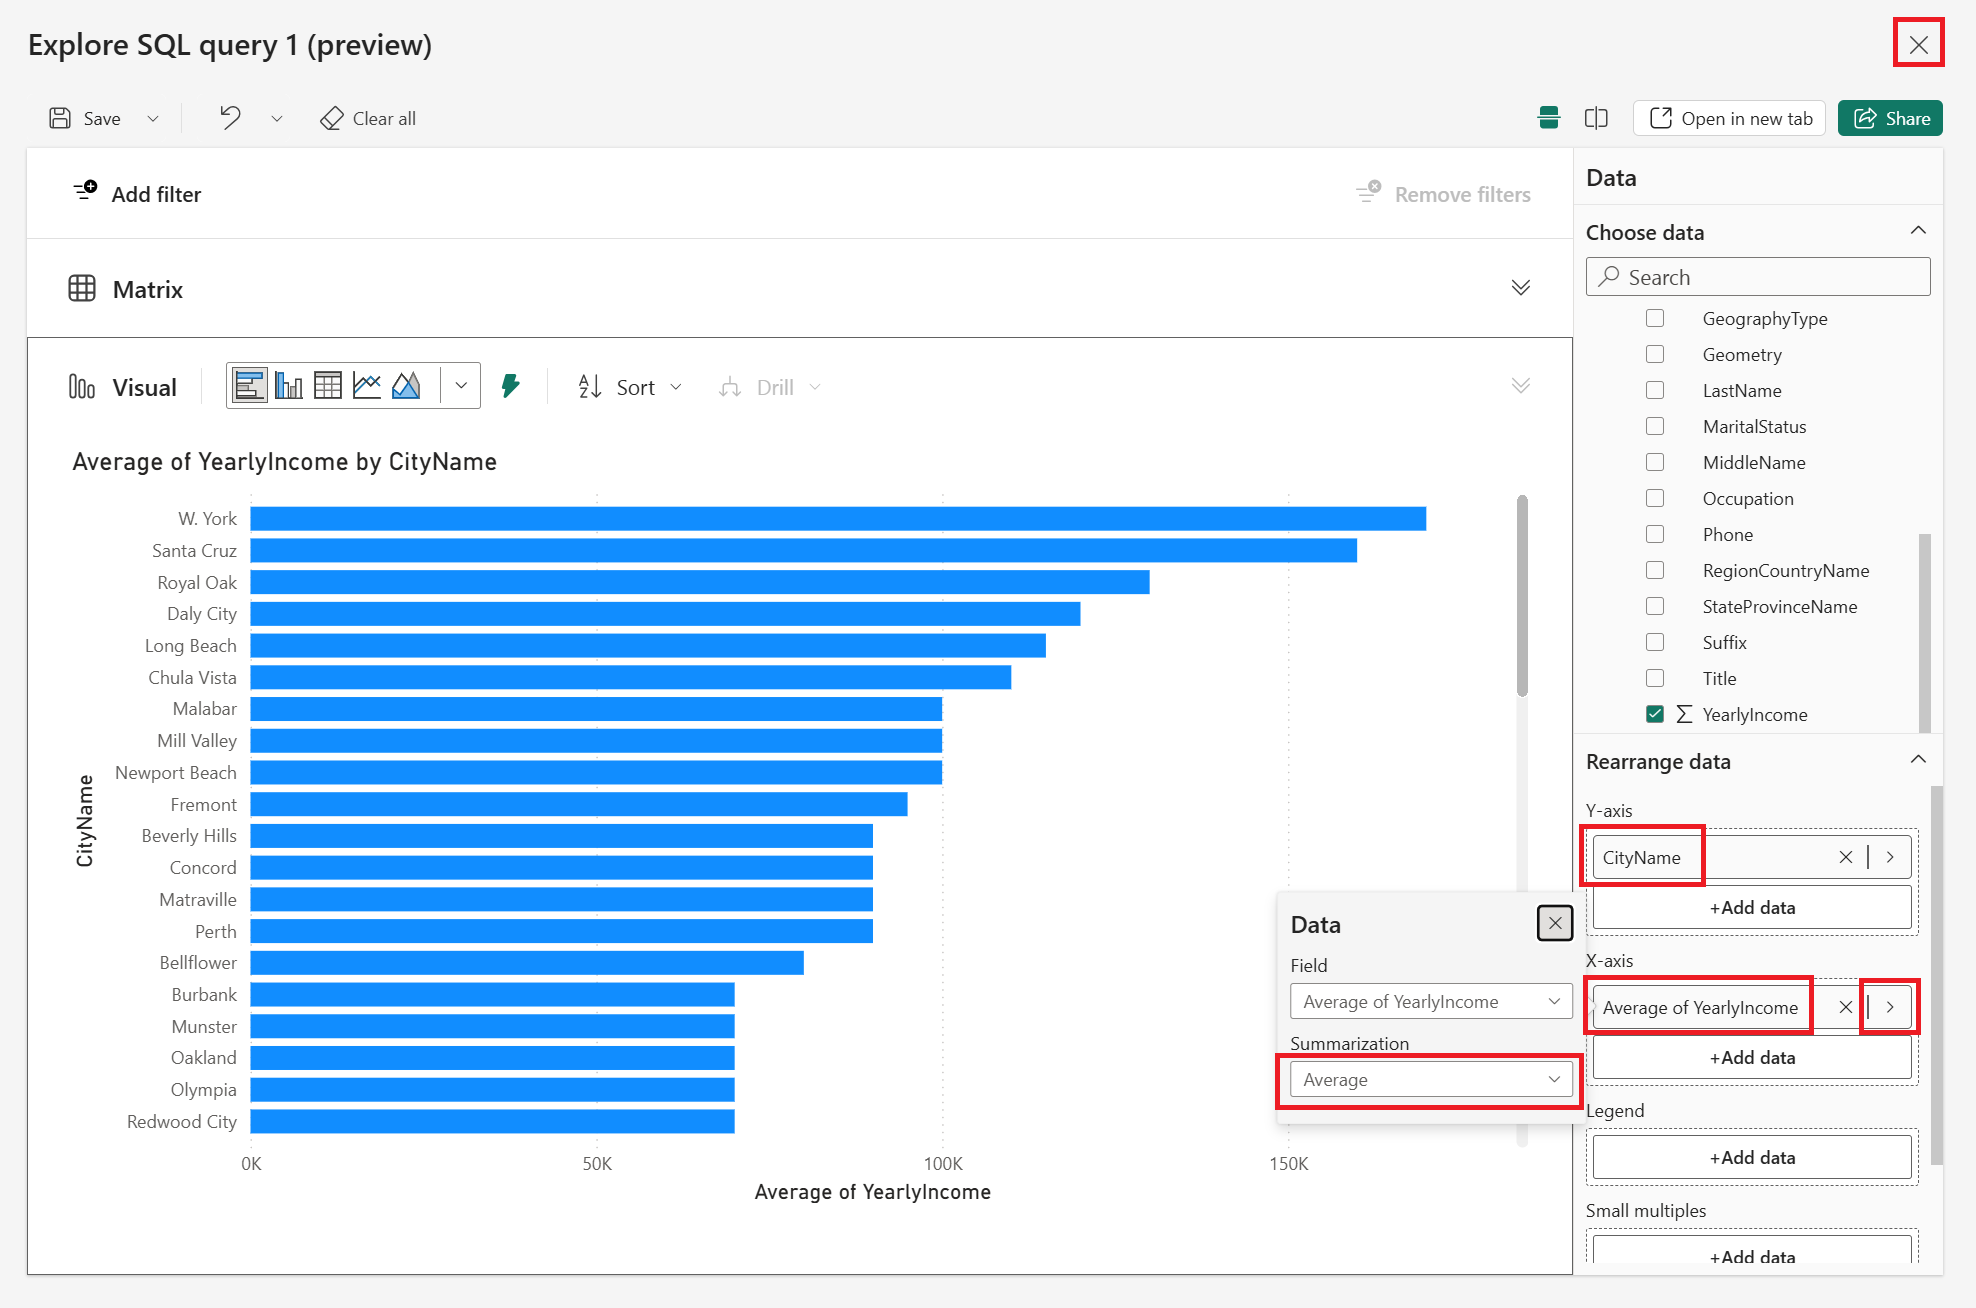 Explore SQL query 1 (preview)
Save
Clear all
Open in new tab
Share
Add filter
Remove filters
Matrix
Visual
Sort
Drill
Average of YearlyIncome by CityName
CityName
W. York
Santa Cruz
Royal Oak
Daly City
Long Beach
Chula Vista
Malabar
Mill Valley
Newport Beach
Fremont
Beverly Hills
Concord
Matraville
Perth
Bellflower
Burbank
Munster
Oakland
Olympia
Redwood City
0K 50K 100K 150K
Average of YearlyIncome
Data
Field
Average of YearlyIncome
Summarization
Average
Data
Choose data
Search
GeographyType
Geometry
LastName
MaritalStatus
MiddleName
Occupation
Phone
RegionCountryName
StateProvinceName
Suffix
Title
YearlyIncome
Rearrange data
Y-axis
CityName
+Add data
X-axis
Average of YearlyIncome
+Add data
Legend
+Add data
Small multiples
+Add data